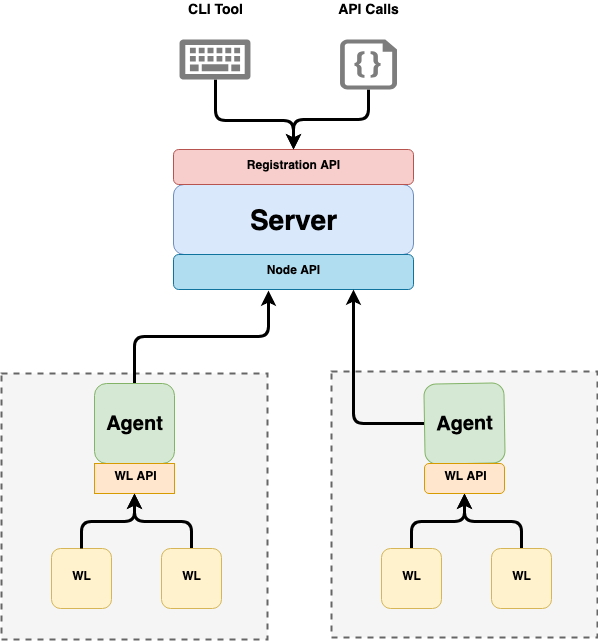 CLI Tool
API Calls
{}
Registration API
Server
Node API
Agent
WL API
WL
WL
Agent
WL API
WL
WL